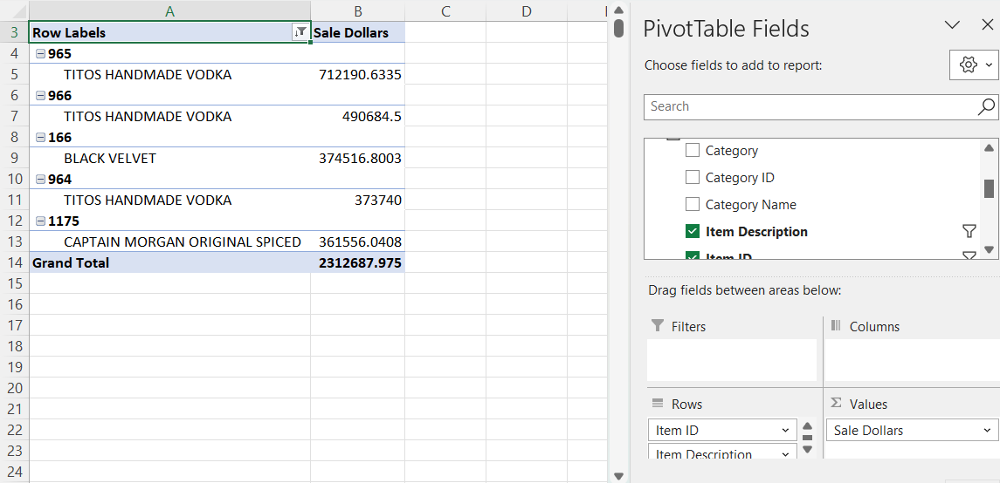 A B C D
3 Row Labels Sale Dollars
4 965
5 TITOS HANDMADE VODKA 712190.6335
6 966
7 TITOS HANDMADE VODKA 490684.5
8 166
9 BLACK VELVET 374516.8003
10 964
11 TITOS HANDMADE VODKA 373740
12 1175
13 CAPTAIN MORGAN ORIGINAL SPICED 361556.0408
14 Grand Total 2312687.975
15
16
17
18
19
20
21
22
23
24
PivotTable Fields
Choose fields to add to report:
Search
Category
Category ID
Category Name
Item Description
Item ID
Drag fields between areas below:
Filters
Columns
Rows
Item ID
Item Description
Σ Values
Sale Dollars